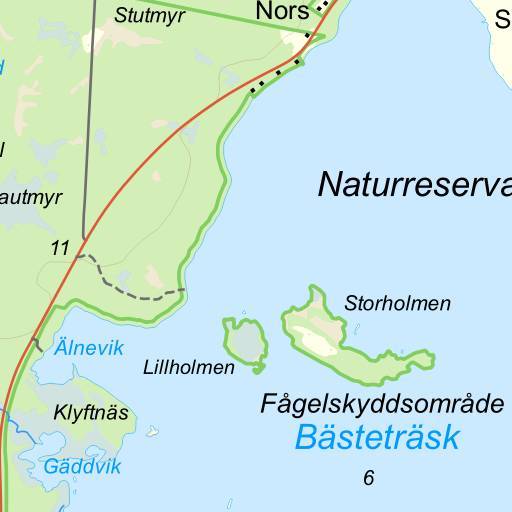 Nors
Stutmyr
S
d
l
autmyr
Naturreserva
11
Storholmen
Älnevik
Lillholmen
Fågelskyddsområde
Klyftnäs
Bästeträsk
Gäddvik
6